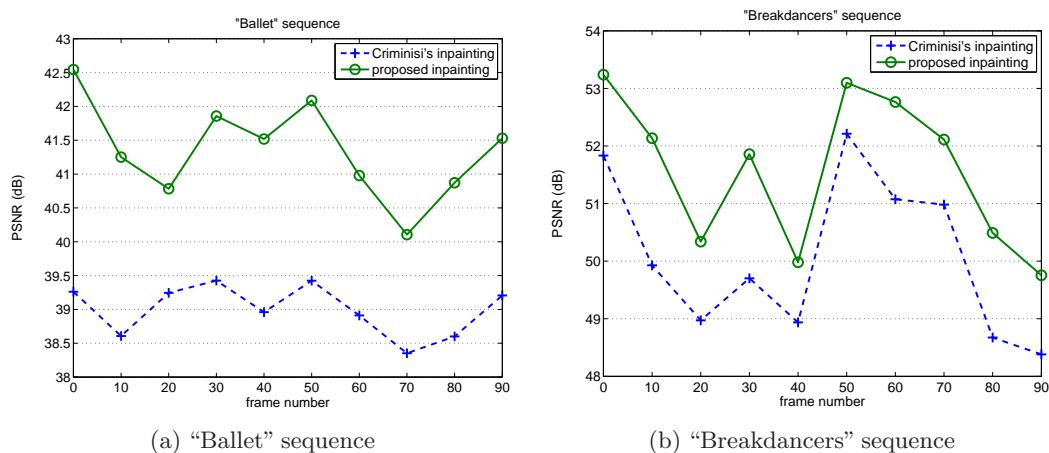 "Ballet" sequence
43
42.5
42
41.5
41
40.5
40
39.5
39
38.5
38
PSNR (dB)
Criminisi's inpainting
proposed inpainting
0 10 20 30 40 50 60 70 80 90
frame number
(a) “Ballet” sequence
"Breakdancers" sequence
54
53
52
51
50
49
48
PSNR (dB)
Criminisi's inpainting
proposed inpainting
0 10 20 30 40 50 60 70 80 90
frame number
(b) “Breakdancers” sequence